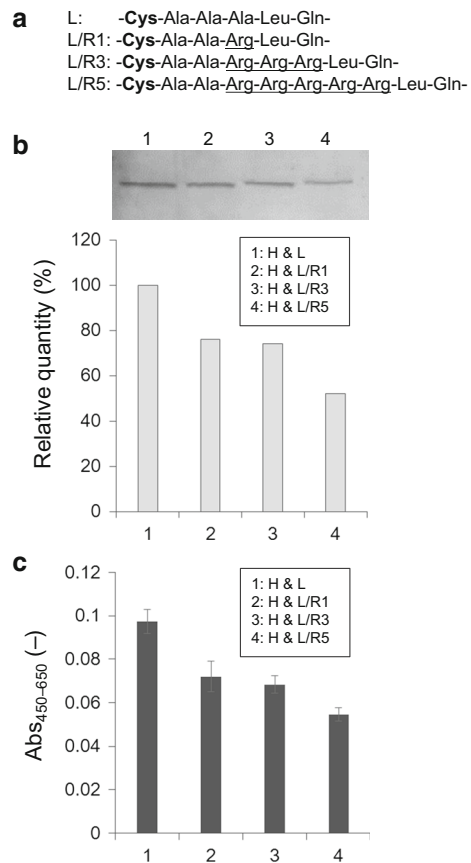 a
L: -Cys-Ala-Ala-Ala-Leu-Gln-
L/R1: -Cys-Ala-Ala-Arg-Leu-Gln-
L/R3: -Cys-Ala-Ala-Arg-Arg-Arg-Leu-Gln-
L/R5: -Cys-Ala-Ala-Arg-Arg-Arg-Arg-Arg-Leu-Gln-
b
1 2 3 4
Relative quantity (%)
120
100
80
60
40
20
0
1: H & L
2: H & L/R1
3: H & L/R3
4: H & L/R5
1 2 3 4
c
Abs450–650 (–)
0.12
0.1
0.08
0.06
0.04
0.02
0
1: H & L
2: H & L/R1
3: H & L/R3
4: H & L/R5
1 2 3 4